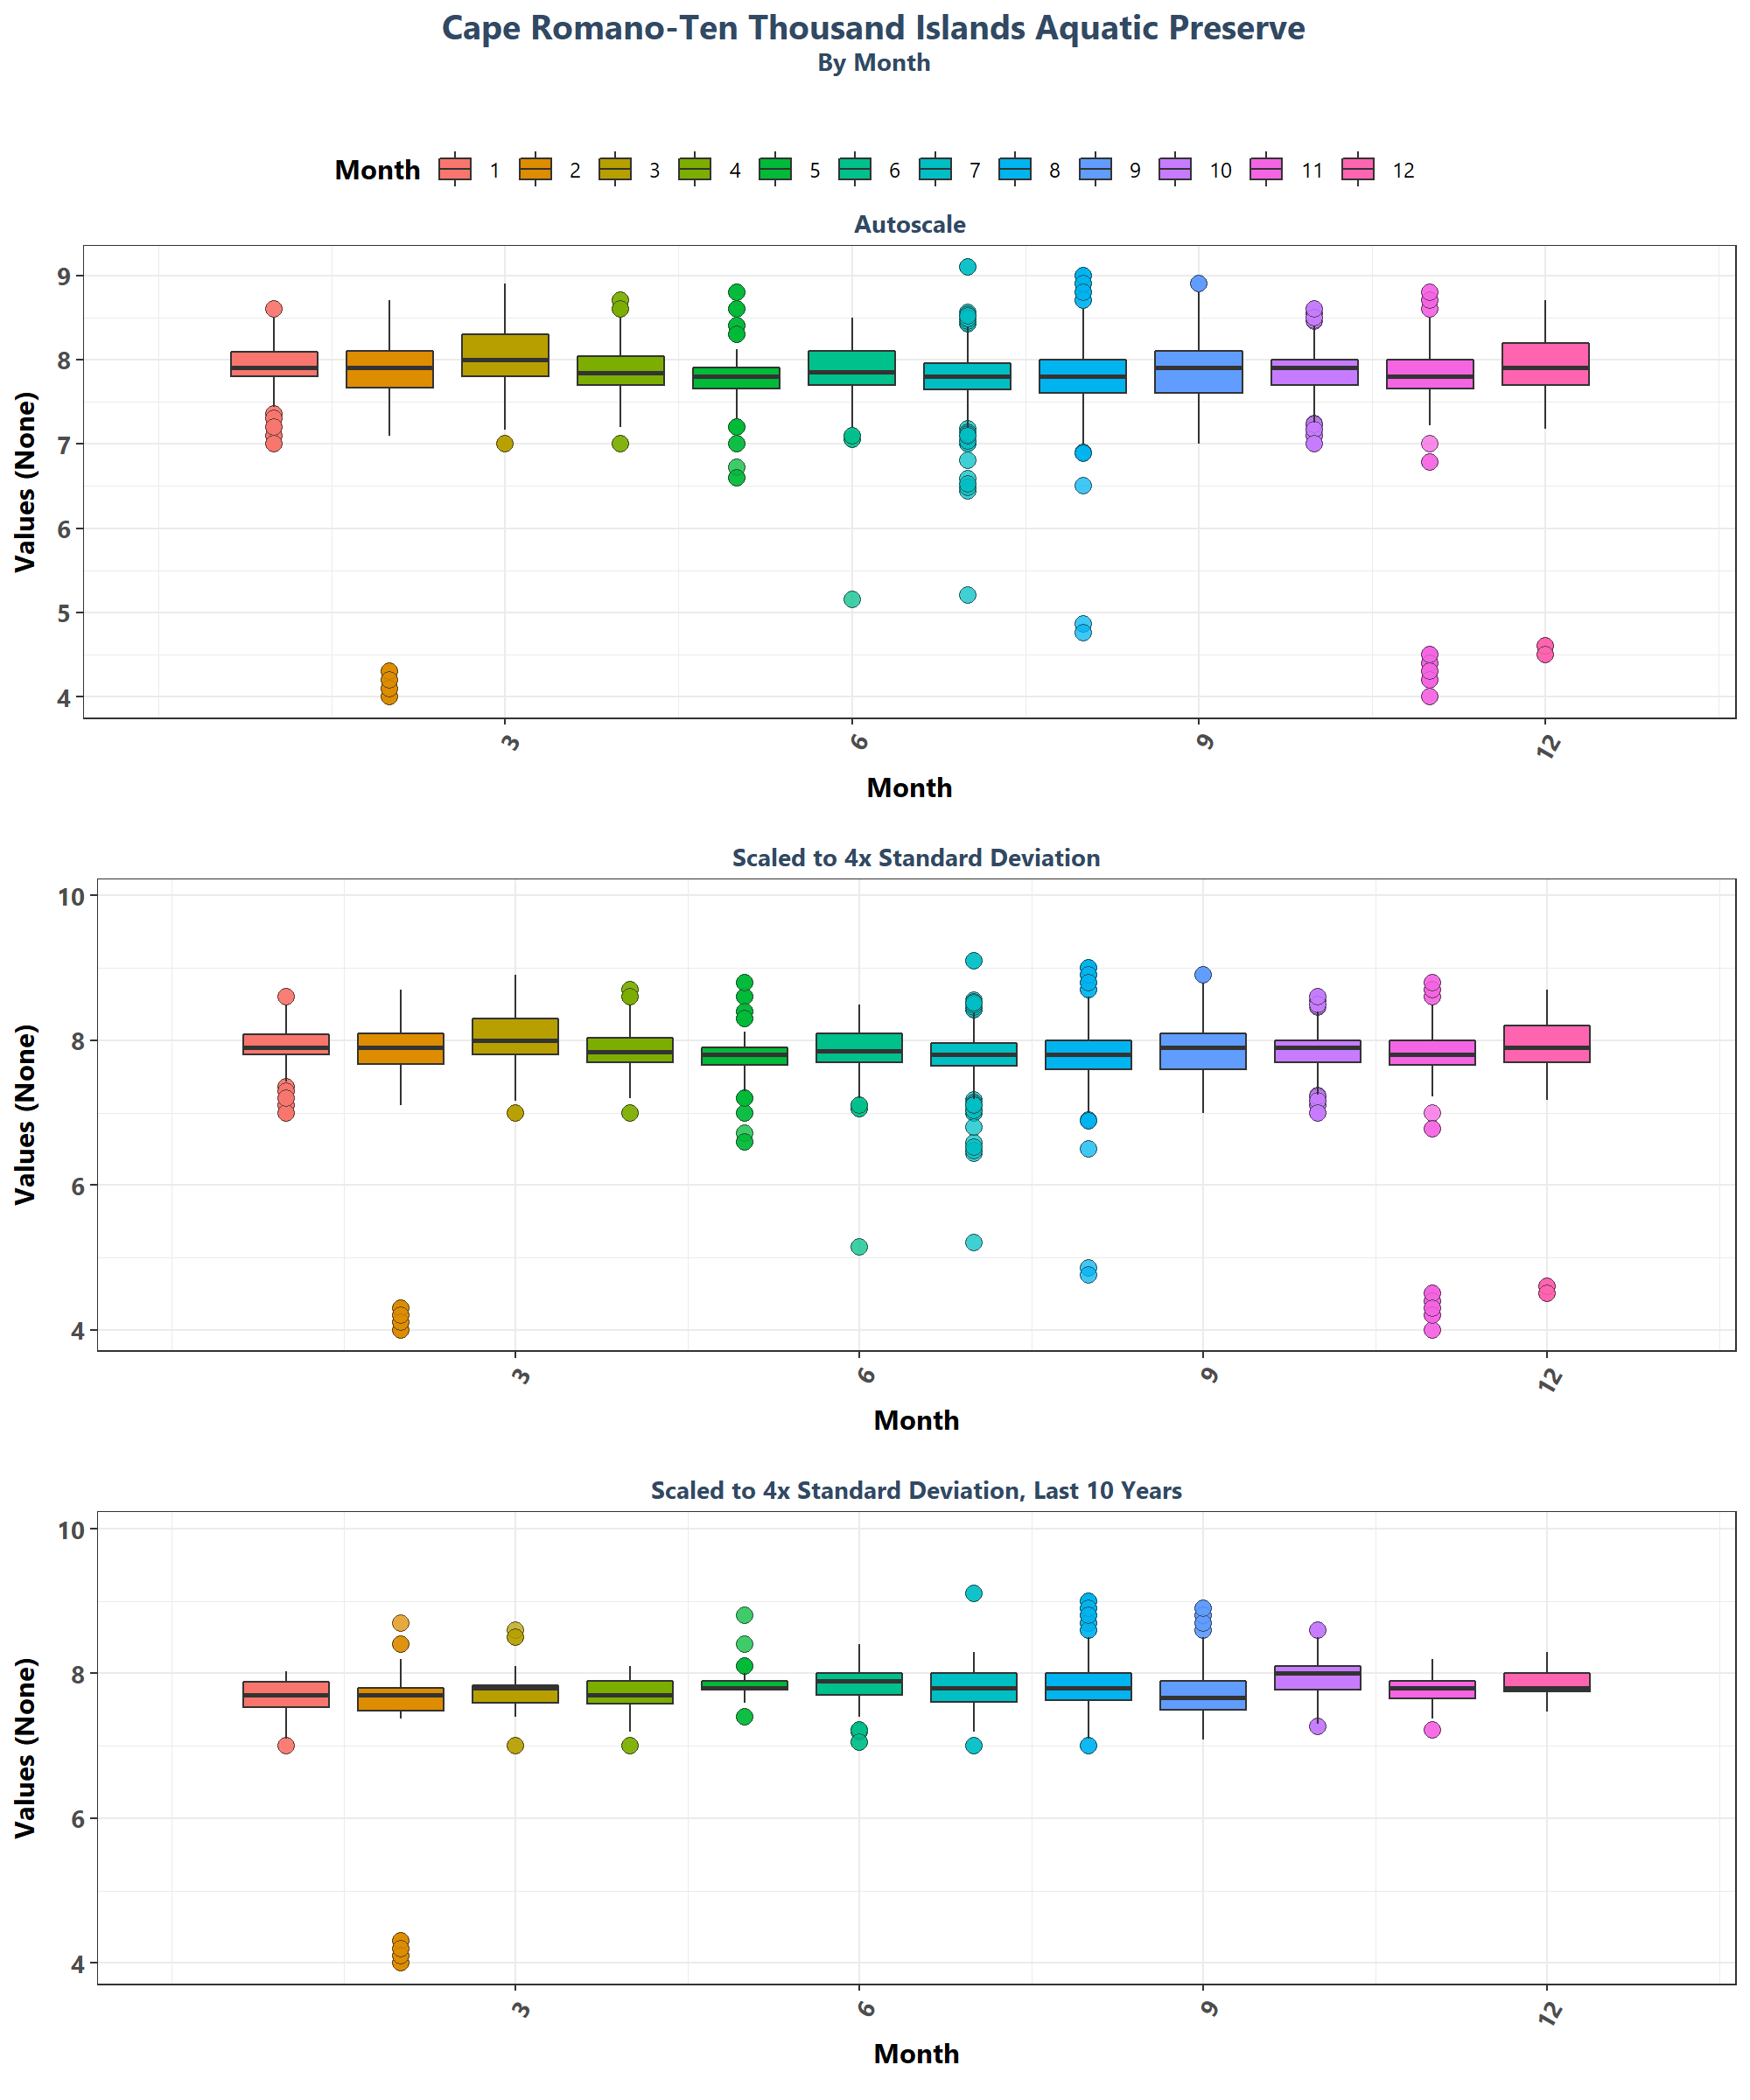 Cape Romano-Ten Thousand Islands Aquatic Preserve
By Month
Month 1 2 3 4 5 6 7 8 9 10 11 12
Autoscale
Values (None)
9
8
7
6
5
4
3 6 9 12
Month
Scaled to 4x Standard Deviation
Values (None)
10
8
6
4
3 6 9 12
Month
Scaled to 4x Standard Deviation, Last 10 Years
Values (None)
10
8
6
4
3 6 9 12
Month